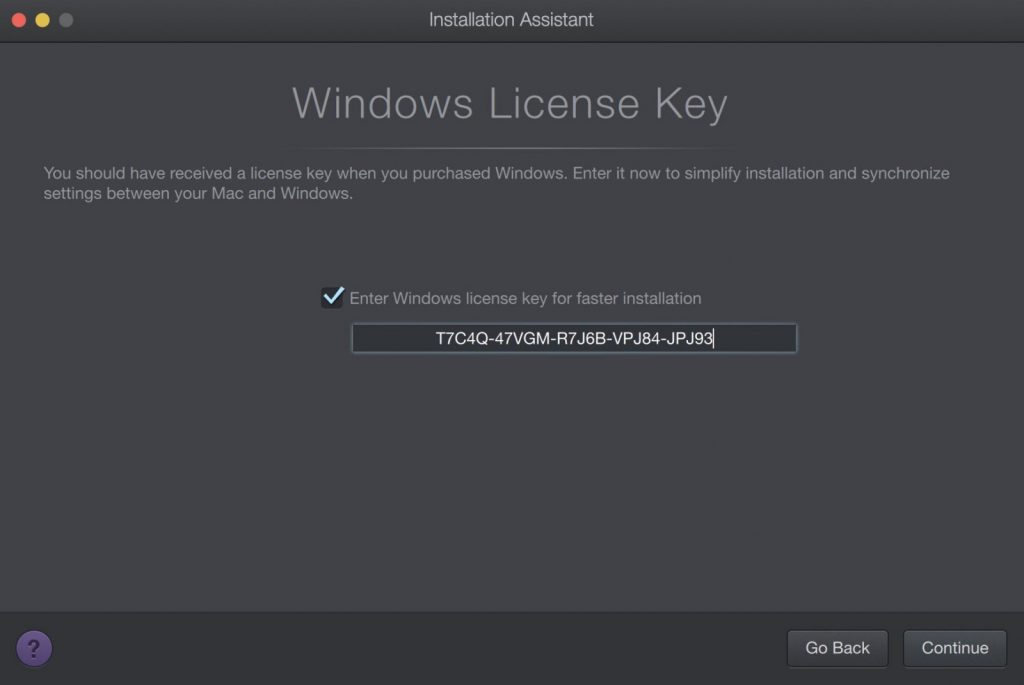 Installation Assistant
Windows License Key
You should have received a license key when you purchased Windows. Enter it now to simplify installation and synchronize
settings between your Mac and Windows.
Enter Windows license key for faster installation
T7C4Q-47VGM-R7J6B-VPJ84-JPJ93
?
Go Back
Continue